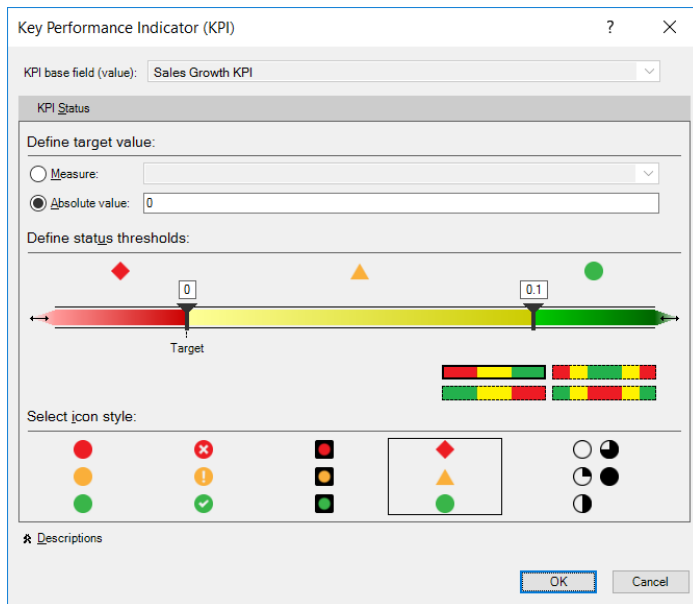 Key Performance Indicator (KPI) ?
KPI base field (value): Sales Growth KPI
KPI Status
Define target value:
Measure:
Absolute value: 0
Define status thresholds:
0 0.1
Target
Select icon style:
Descriptions
OK Cancel